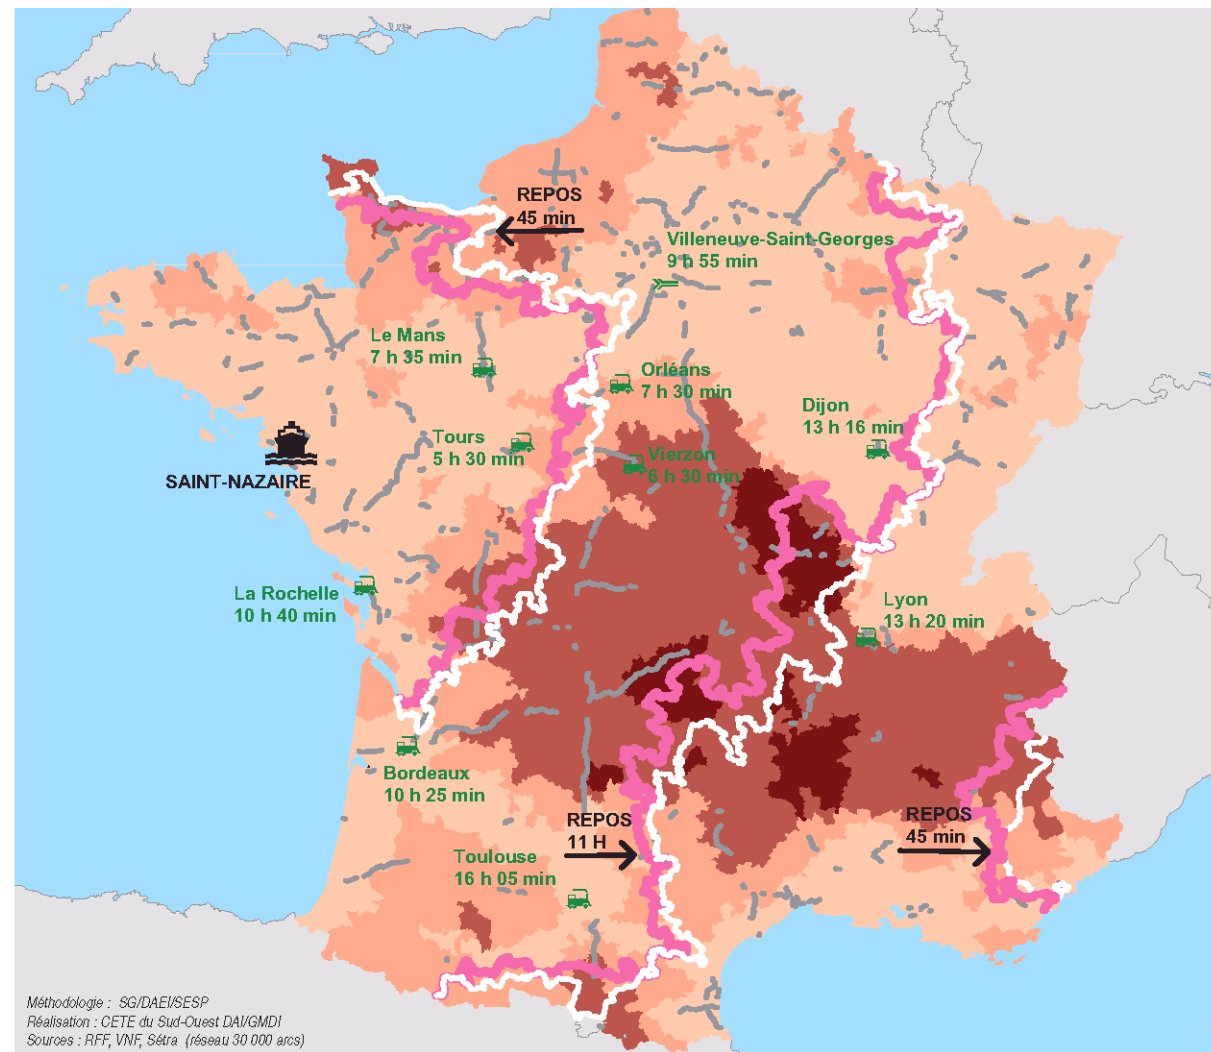 REPOS
45 min
Villeneuve-Saint-Georges
9 h 55 min
Le Mans
7 h 35 min
Orléans
7 h 30 min
Dijon
13 h 16 min
Tours
5 h 30 min
Vierzon
6 h 30 min
SAINT-NAZAIRE
La Rochelle
10 h 40 min
Lyon
13 h 20 min
Bordeaux
10 h 25 min
REPOS
11 H
REPOS
45 min
Toulouse
16 h 05 min
Méthodologie : SG/DAEI/SESP
Réalisation : CETE du Sud-Ouest DAI/GMDI
Sources : RFF, VNF, Sétra (réseau 30 000 arcs)